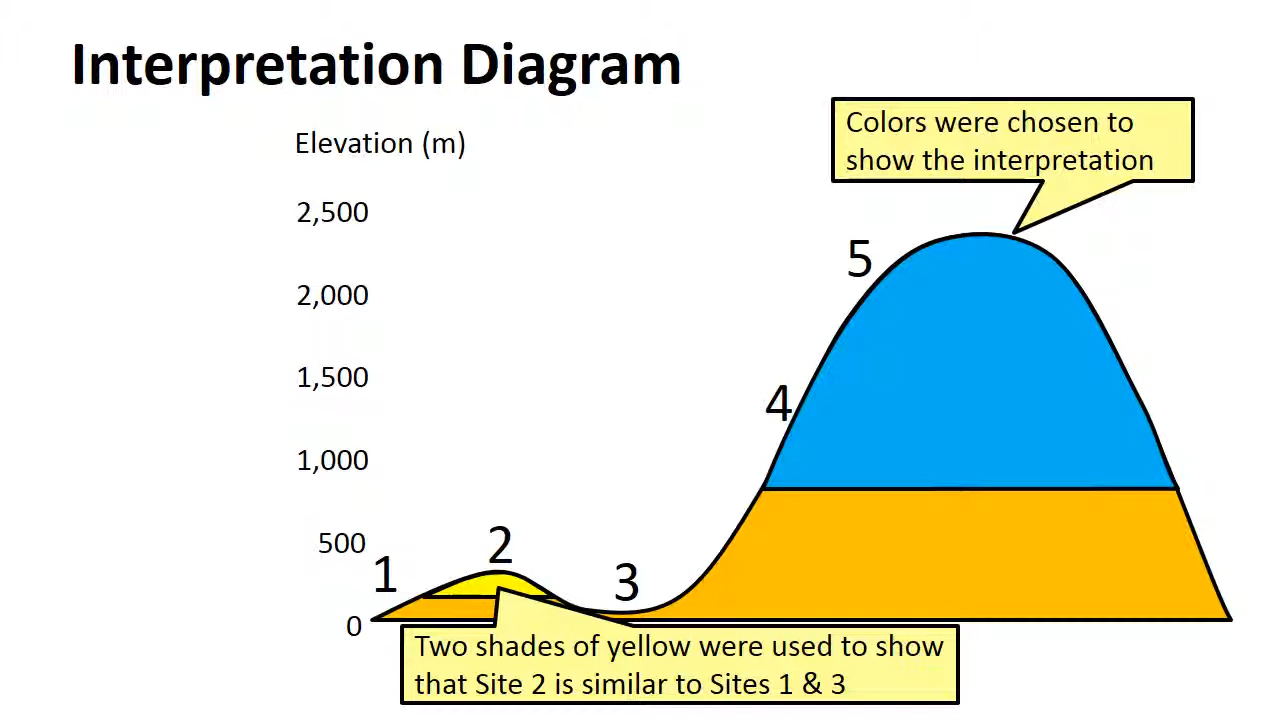 Interpretation Diagram
Colors were chosen to
show the interpretation
Elevation (m)
2,500
2,000
1,500
1,000
500
0
1
2
3
4
5
Two shades of yellow were used to show
that Site 2 is similar to Sites 1 & 3